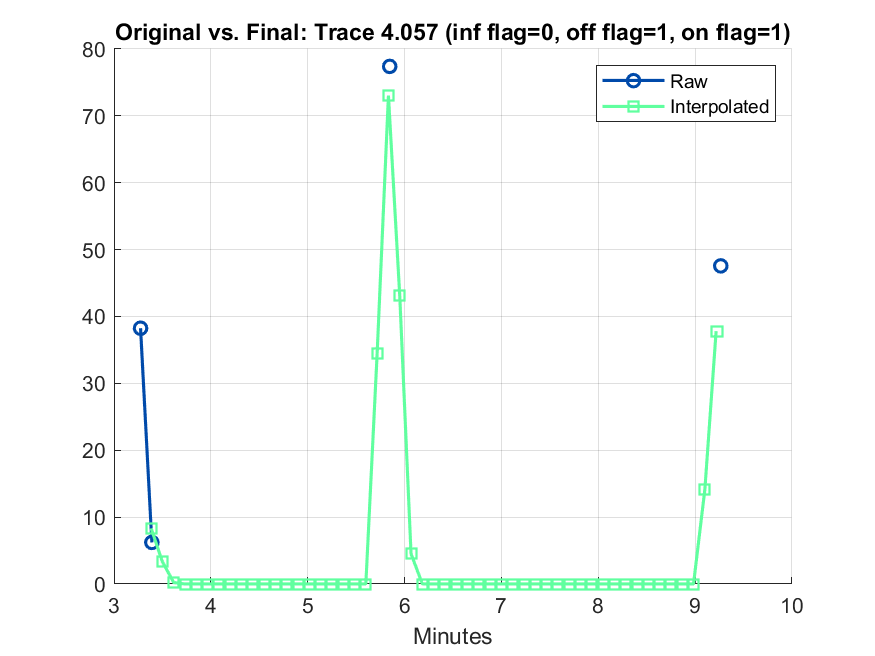 Original vs. Final: Trace 4.057 (inf flag=0, off flag=1, on flag=1)
80
70
60
50
40
30
20
10
0
Raw
Interpolated
3 4 5 6 7 8 9 10
Minutes